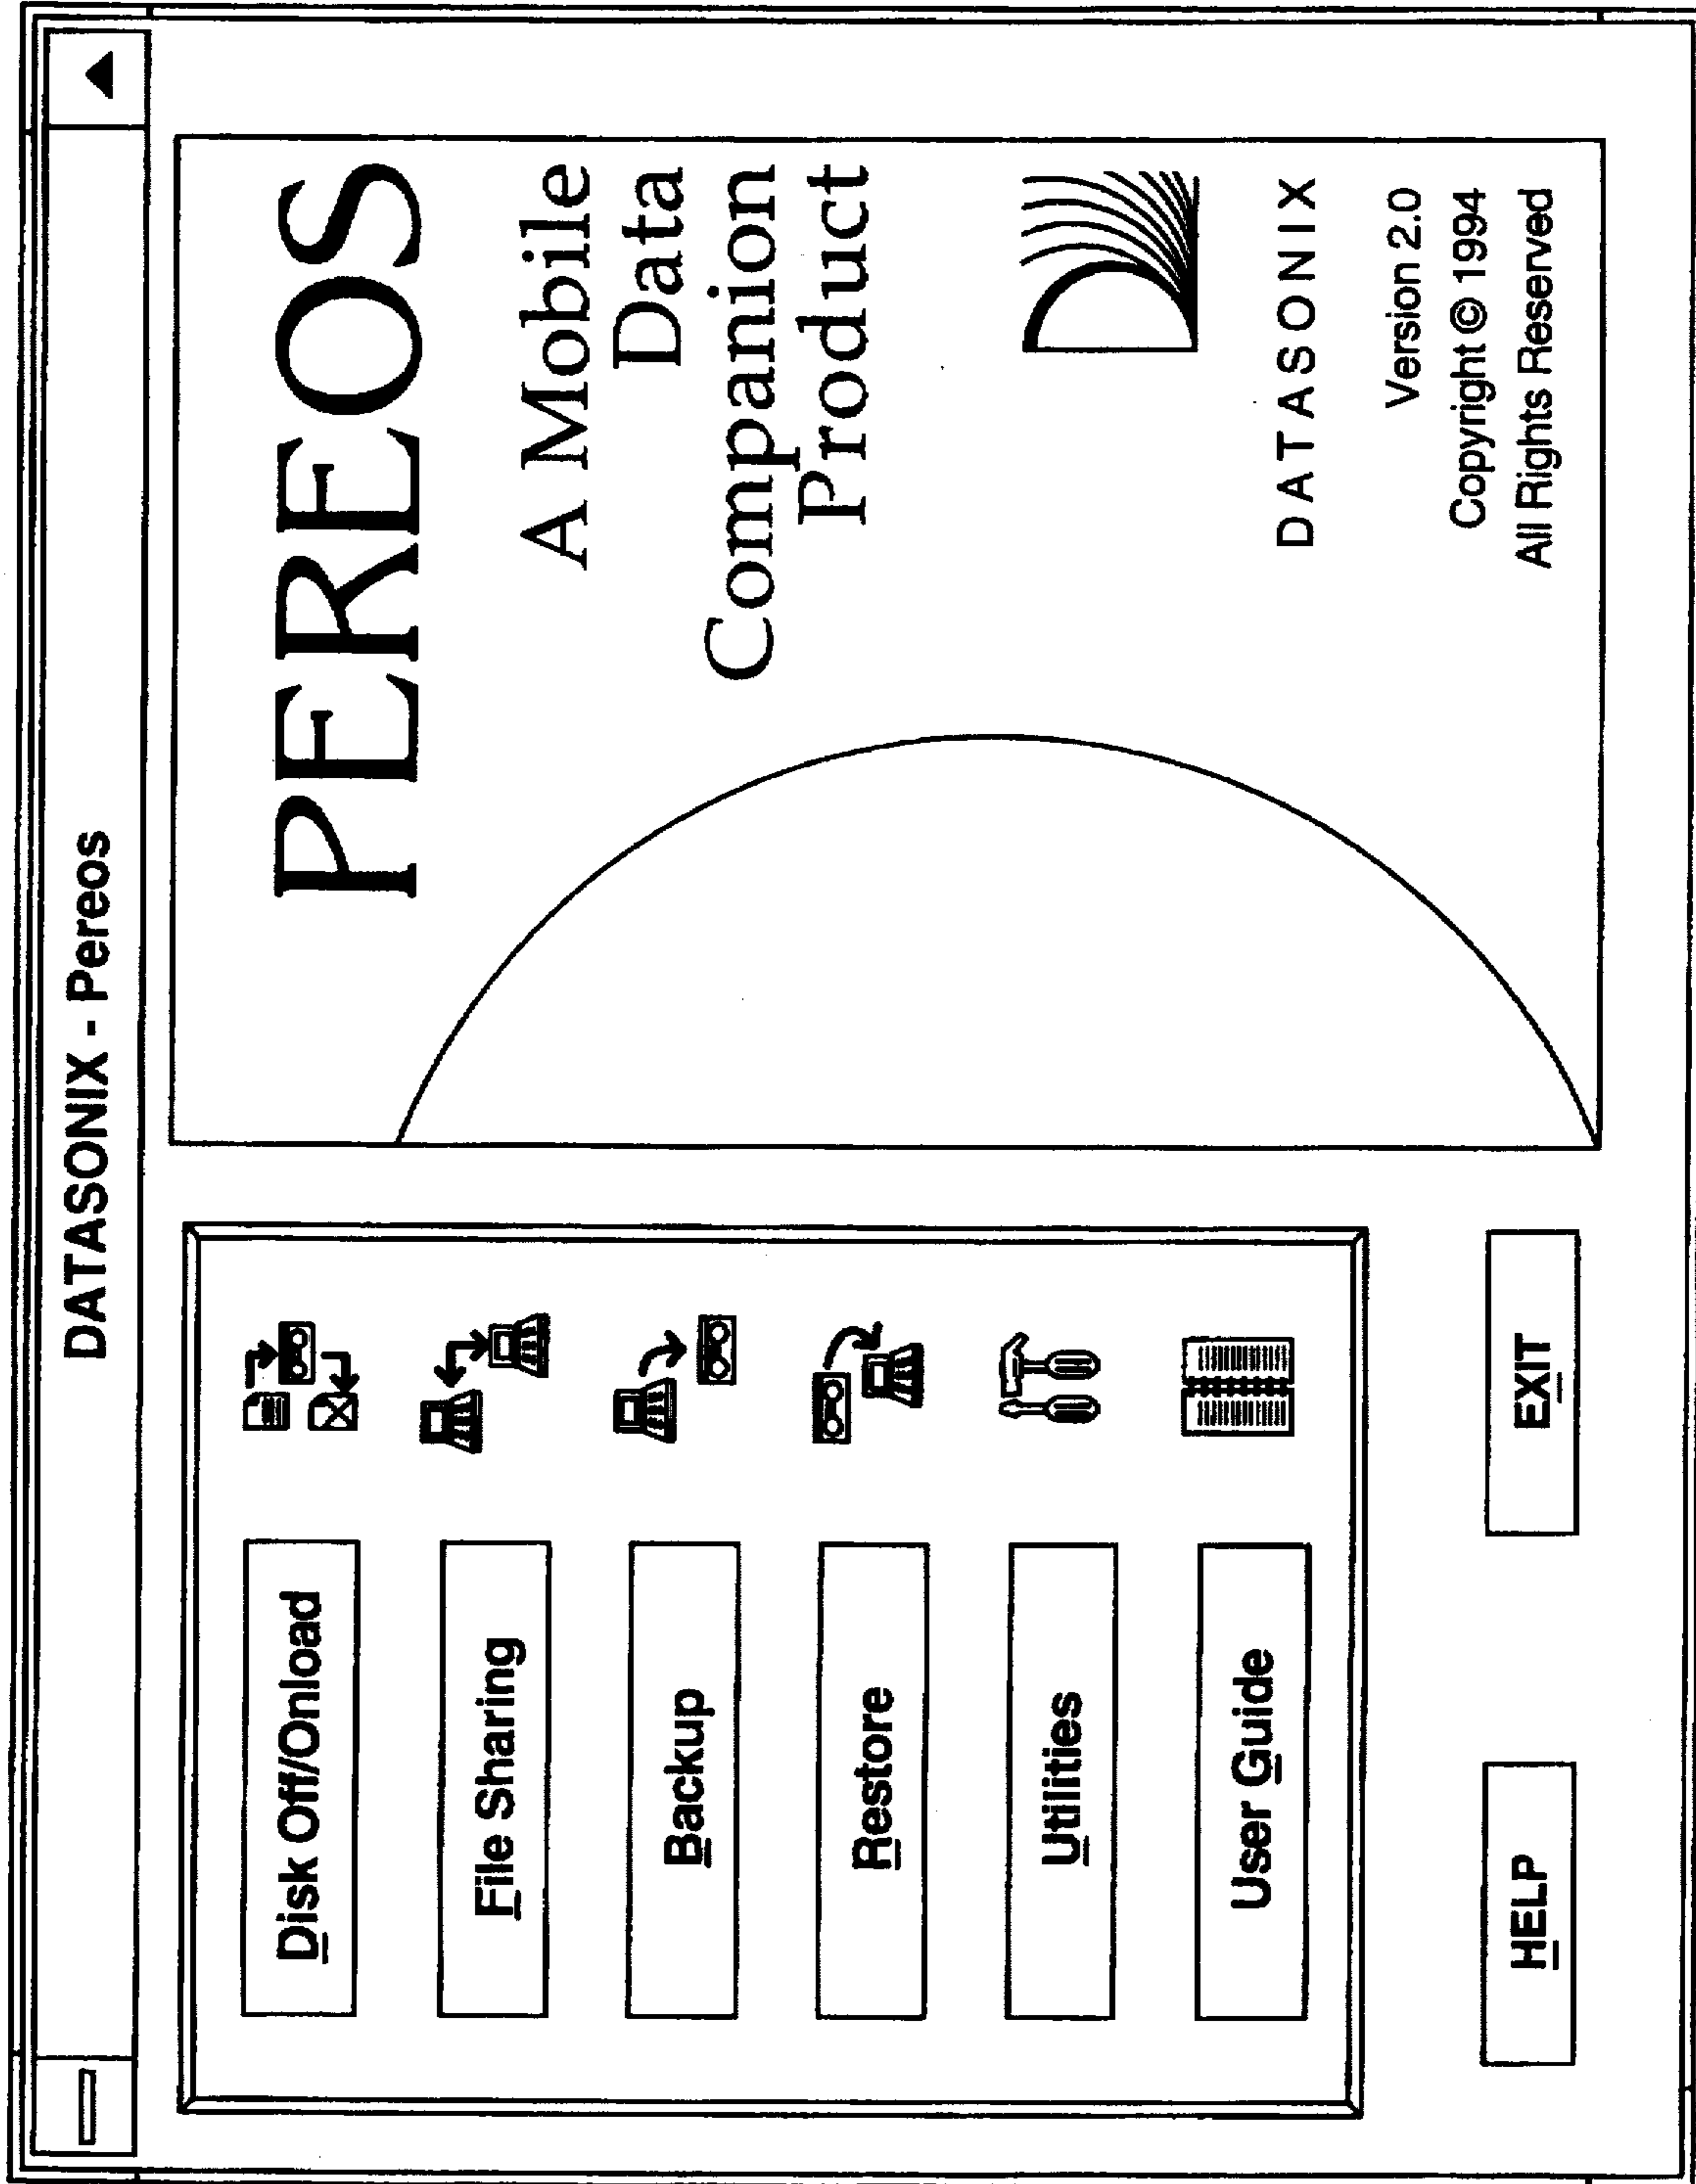 DATASONIX - Pereos
Disk Off/Onload
File Sharing
Backup
Restore
Utilities
User Guide
HELP
EXIT
PEREOS
A Mobile
Data
Companion
Product
DATASONIX
Version 2.0
Copyright © 1994
All Rights Reserved